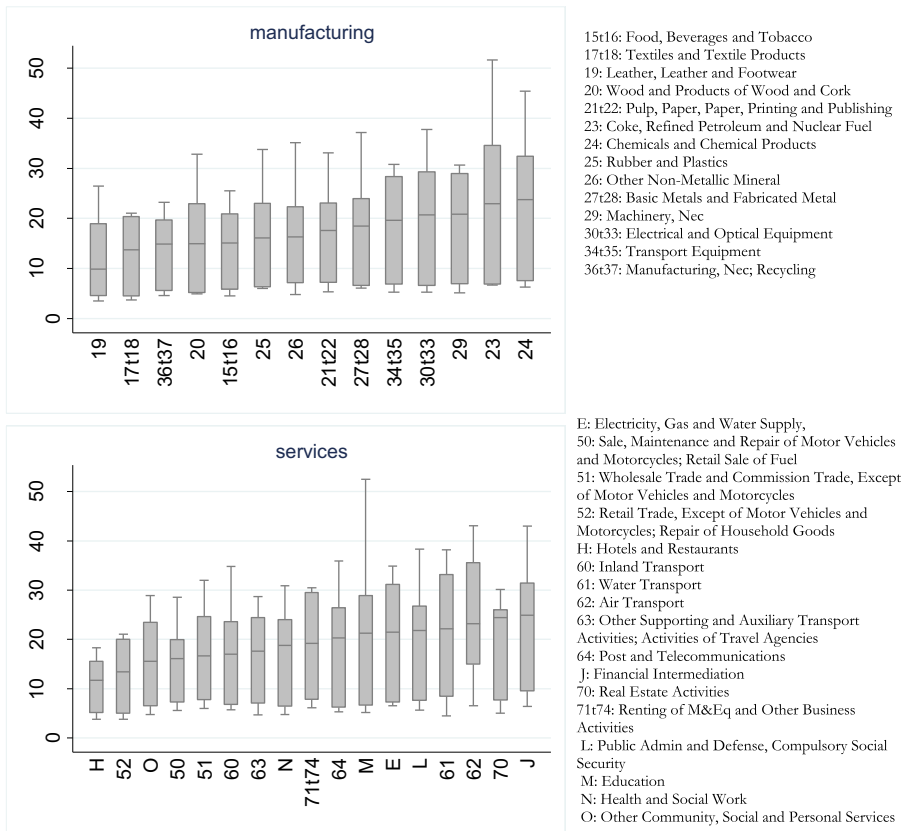 manufacturing
50
40
30
20
10
0
19
17t18
36t37
20
15t16
25
26
21t22
27t28
34t35
30t33
29
23
24
15t16: Food, Beverages and Tobacco
17t18: Textiles and Textile Products
19: Leather, Leather and Footwear
20: Wood and Products of Wood and Cork
21t22: Pulp, Paper, Paper, Printing and Publishing
23: Coke, Refined Petroleum and Nuclear Fuel
24: Chemicals and Chemical Products
25: Rubber and Plastics
26: Other Non-Metallic Mineral
27t28: Basic Metals and Fabricated Metal
29: Machinery, Nec
30t33: Electrical and Optical Equipment
34t35: Transport Equipment
36t37: Manufacturing, Nec; Recycling
services
50
40
30
20
10
0
H
52
O
50
51
60
63
N
71t74
64
M
E
L
61
62
70
J
E: Electricity, Gas and Water Supply,
50: Sale, Maintenance and Repair of Motor Vehicles
and Motorcycles; Retail Sale of Fuel
51: Wholesale Trade and Commission Trade, Except
of Motor Vehicles and Motorcycles
52: Retail Trade, Except of Motor Vehicles and
Motorcycles; Repair of Household Goods
H: Hotels and Restaurants
60: Inland Transport
61: Water Transport
62: Air Transport
63: Other Supporting and Auxiliary Transport
Activities; Activities of Travel Agencies
64: Post and Telecommunications
J: Financial Intermediation
70: Real Estate Activities
71t74: Renting of M&Eq and Other Business
Activities
L: Public Admin and Defense, Compulsory Social
Security
M: Education
N: Health and Social Work
O: Other Community, Social and Personal Services